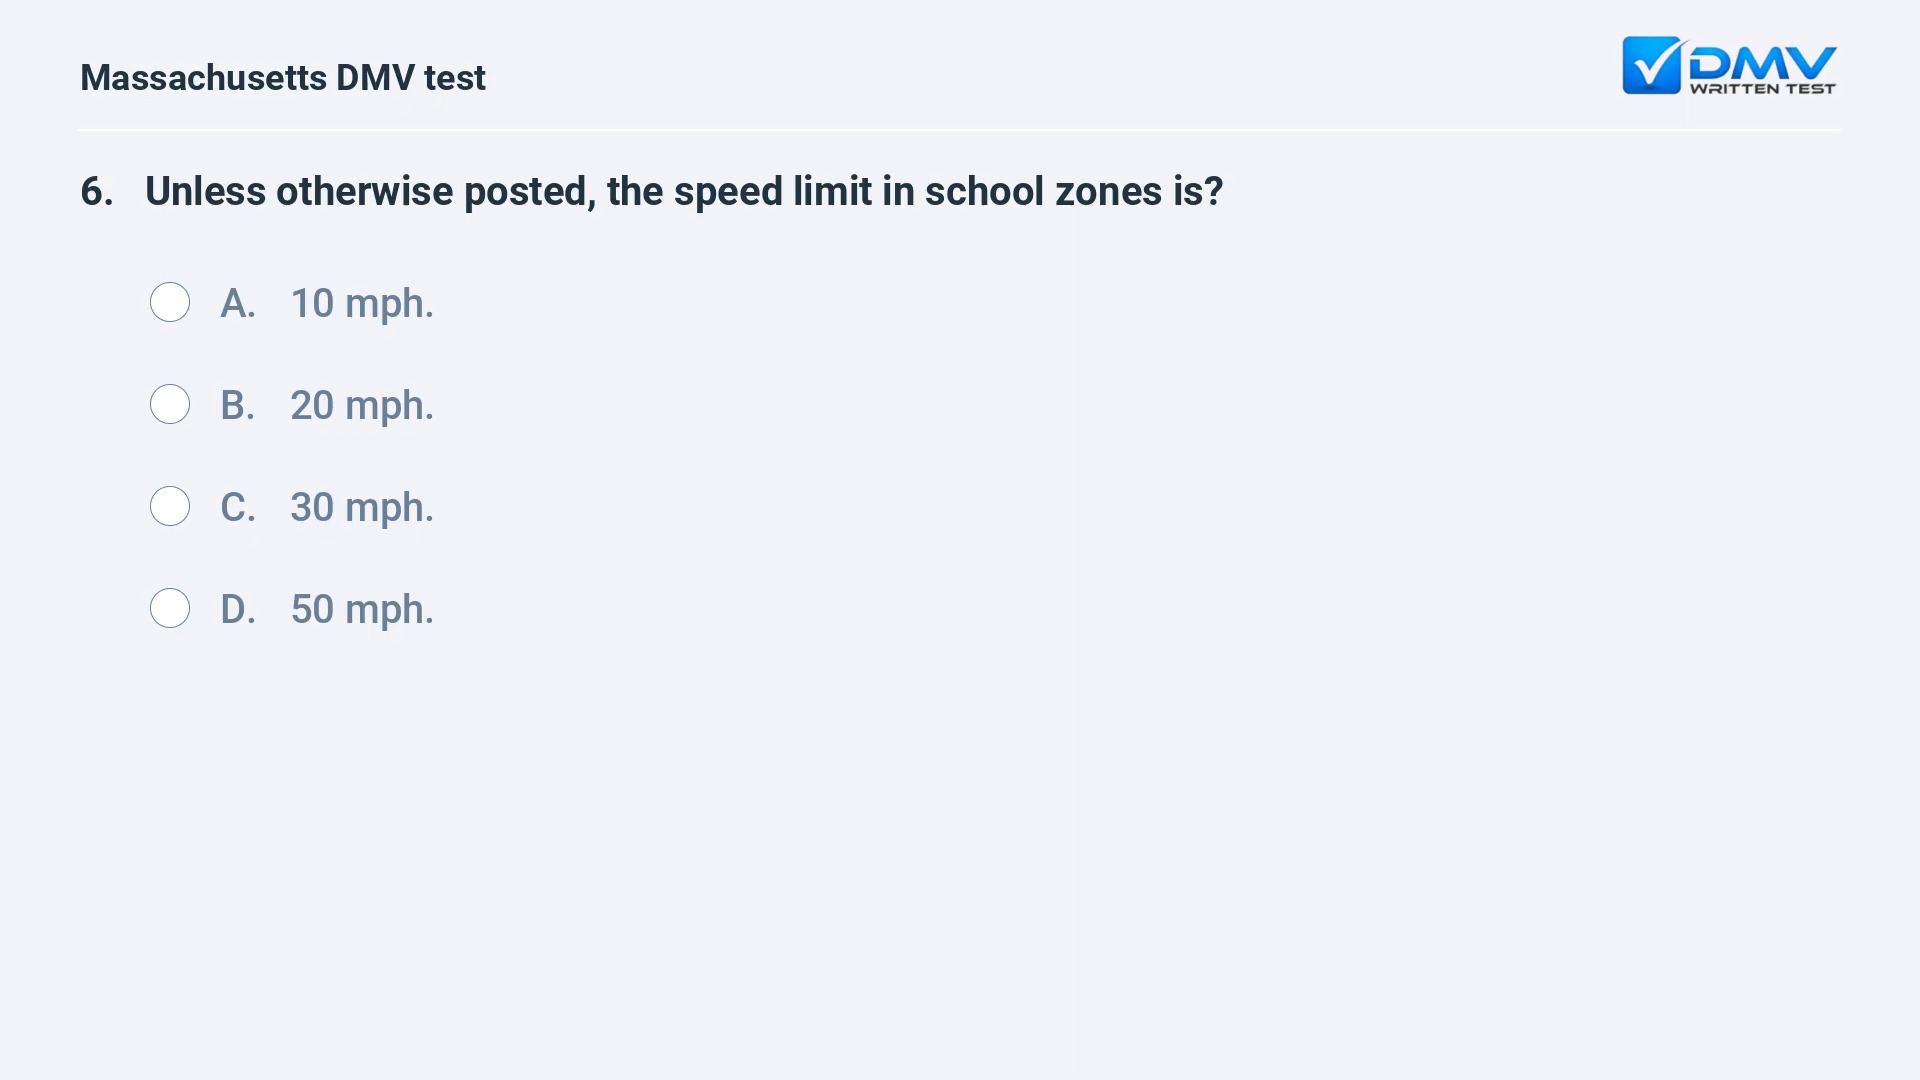 Massachusetts DMV test
DMV
WRITTEN TEST
6. Unless otherwise posted, the speed limit in school zones is?
A. 10 mph.
B. 20 mph.
C. 30 mph.
D. 50 mph.